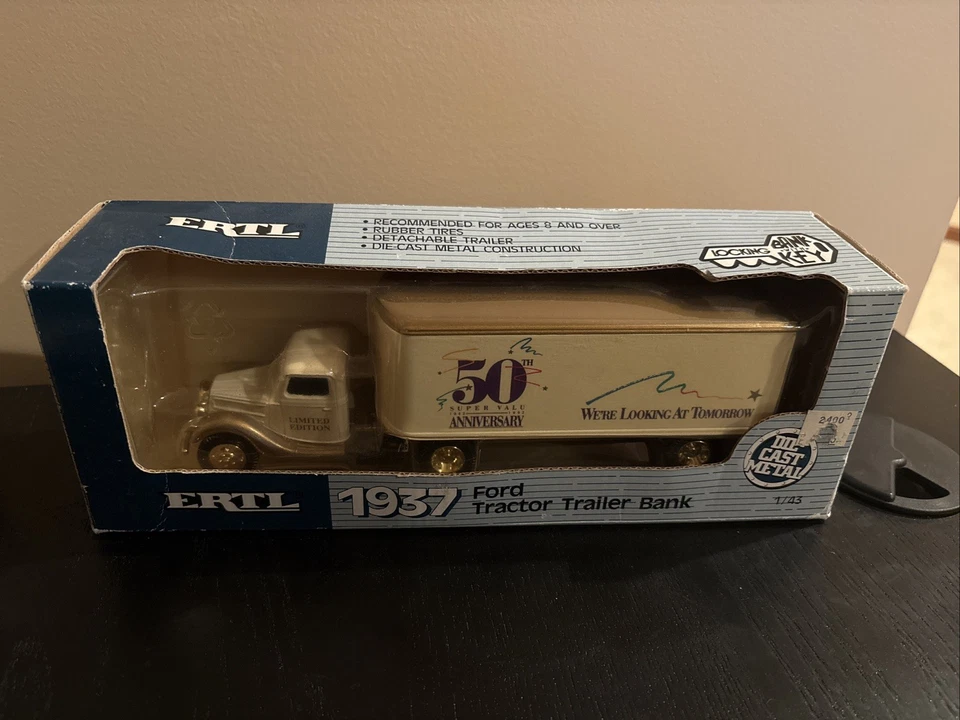 ERTL
• RECOMMENDED FOR AGES 8 AND OVER
• RUBBER TIRES
• DETACHABLE TRAILER
• DIE-CAST METAL CONSTRUCTION
LOCKING BANK
KEY
50TH
SUPER VALU
ANNIVERSARY
WE'RE LOOKING AT TOMORROW
LIMITED
EDITION
2400
DIE
CAST
METAL
ERTL
1937 Ford
Tractor Trailer Bank
1/43